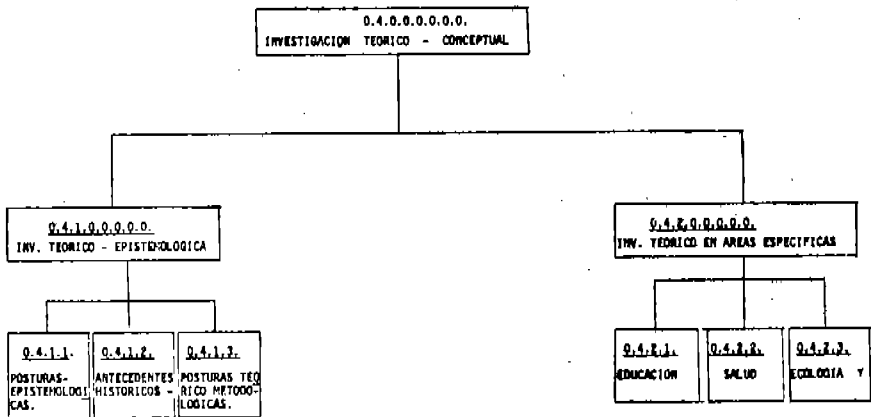 0.4.0.0.0.0.0.
INVESTIGACION TEORICO - CONCEPTUAL
0.4.1.0.0.0.0.
INV. TEORICO - EPISTEMOLOGICA
0.4.2.0.0.0.0.
INV. TEORICO EN AREAS ESPECIFICAS
0.4.1.1.
POSTURAS-
EPISTEMOLOGI
CAS.
0.4.1.2.
ANTECEDENTES
HISTORICOS -
0.4.1.3.
POSTURAS TEO
RICO METODO-
LOGICAS.
0.4.2.1.
EDUCACION
0.4.2.2.
SALUD
0.4.2.3.
ECOLOGIA Y